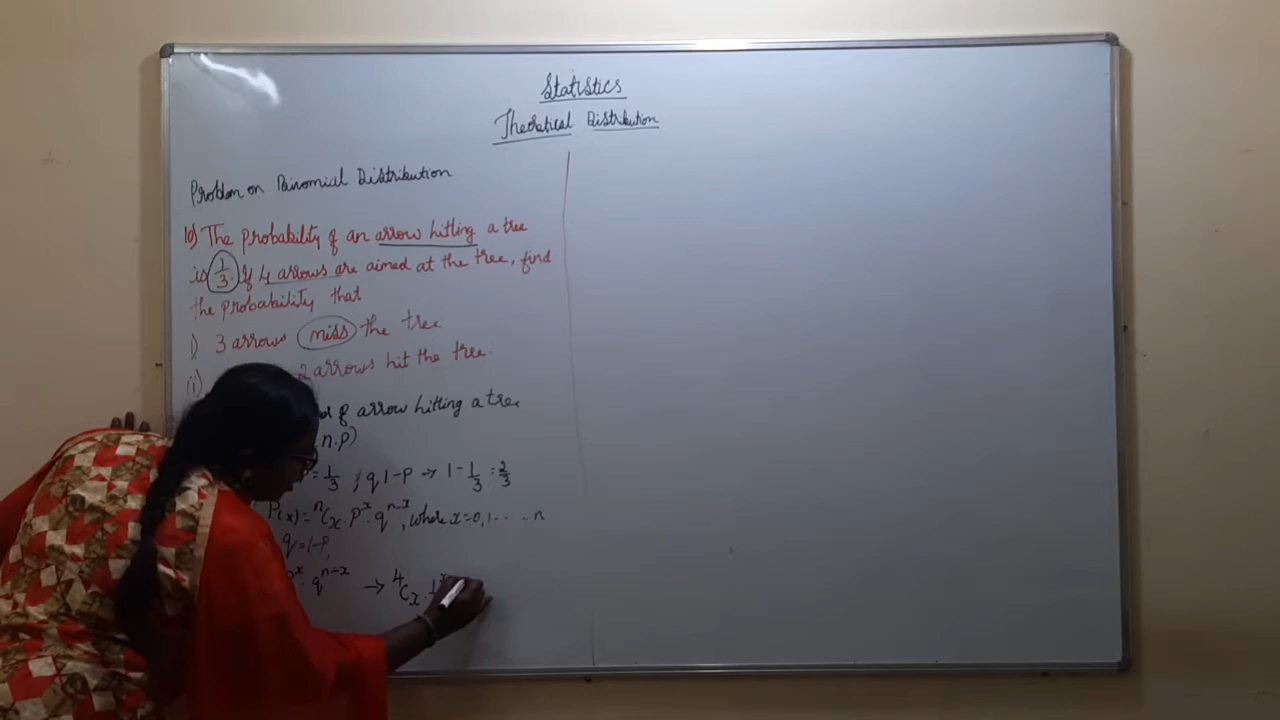 Statistics
Theoretical Distribution
Problem on Binomial Distribution
10) The probability of an arrow hitting a tree
is 1/3. If 4 arrows are aimed at the tree, find
the probability that
i) 3 arrows miss the tree
(ii) 2 arrows hit the tree.
of arrow hitting a tree
n.p)
P = 1/3 ; q 1-p → 1 - 1/3 = 2/3
P(x) = ⁿCₓ. pˣ. qⁿ⁻ˣ, where x = 0, 1 - - - - n
q = 1-p,
pˣ. qⁿ⁻ˣ → ⁴Cₓ.